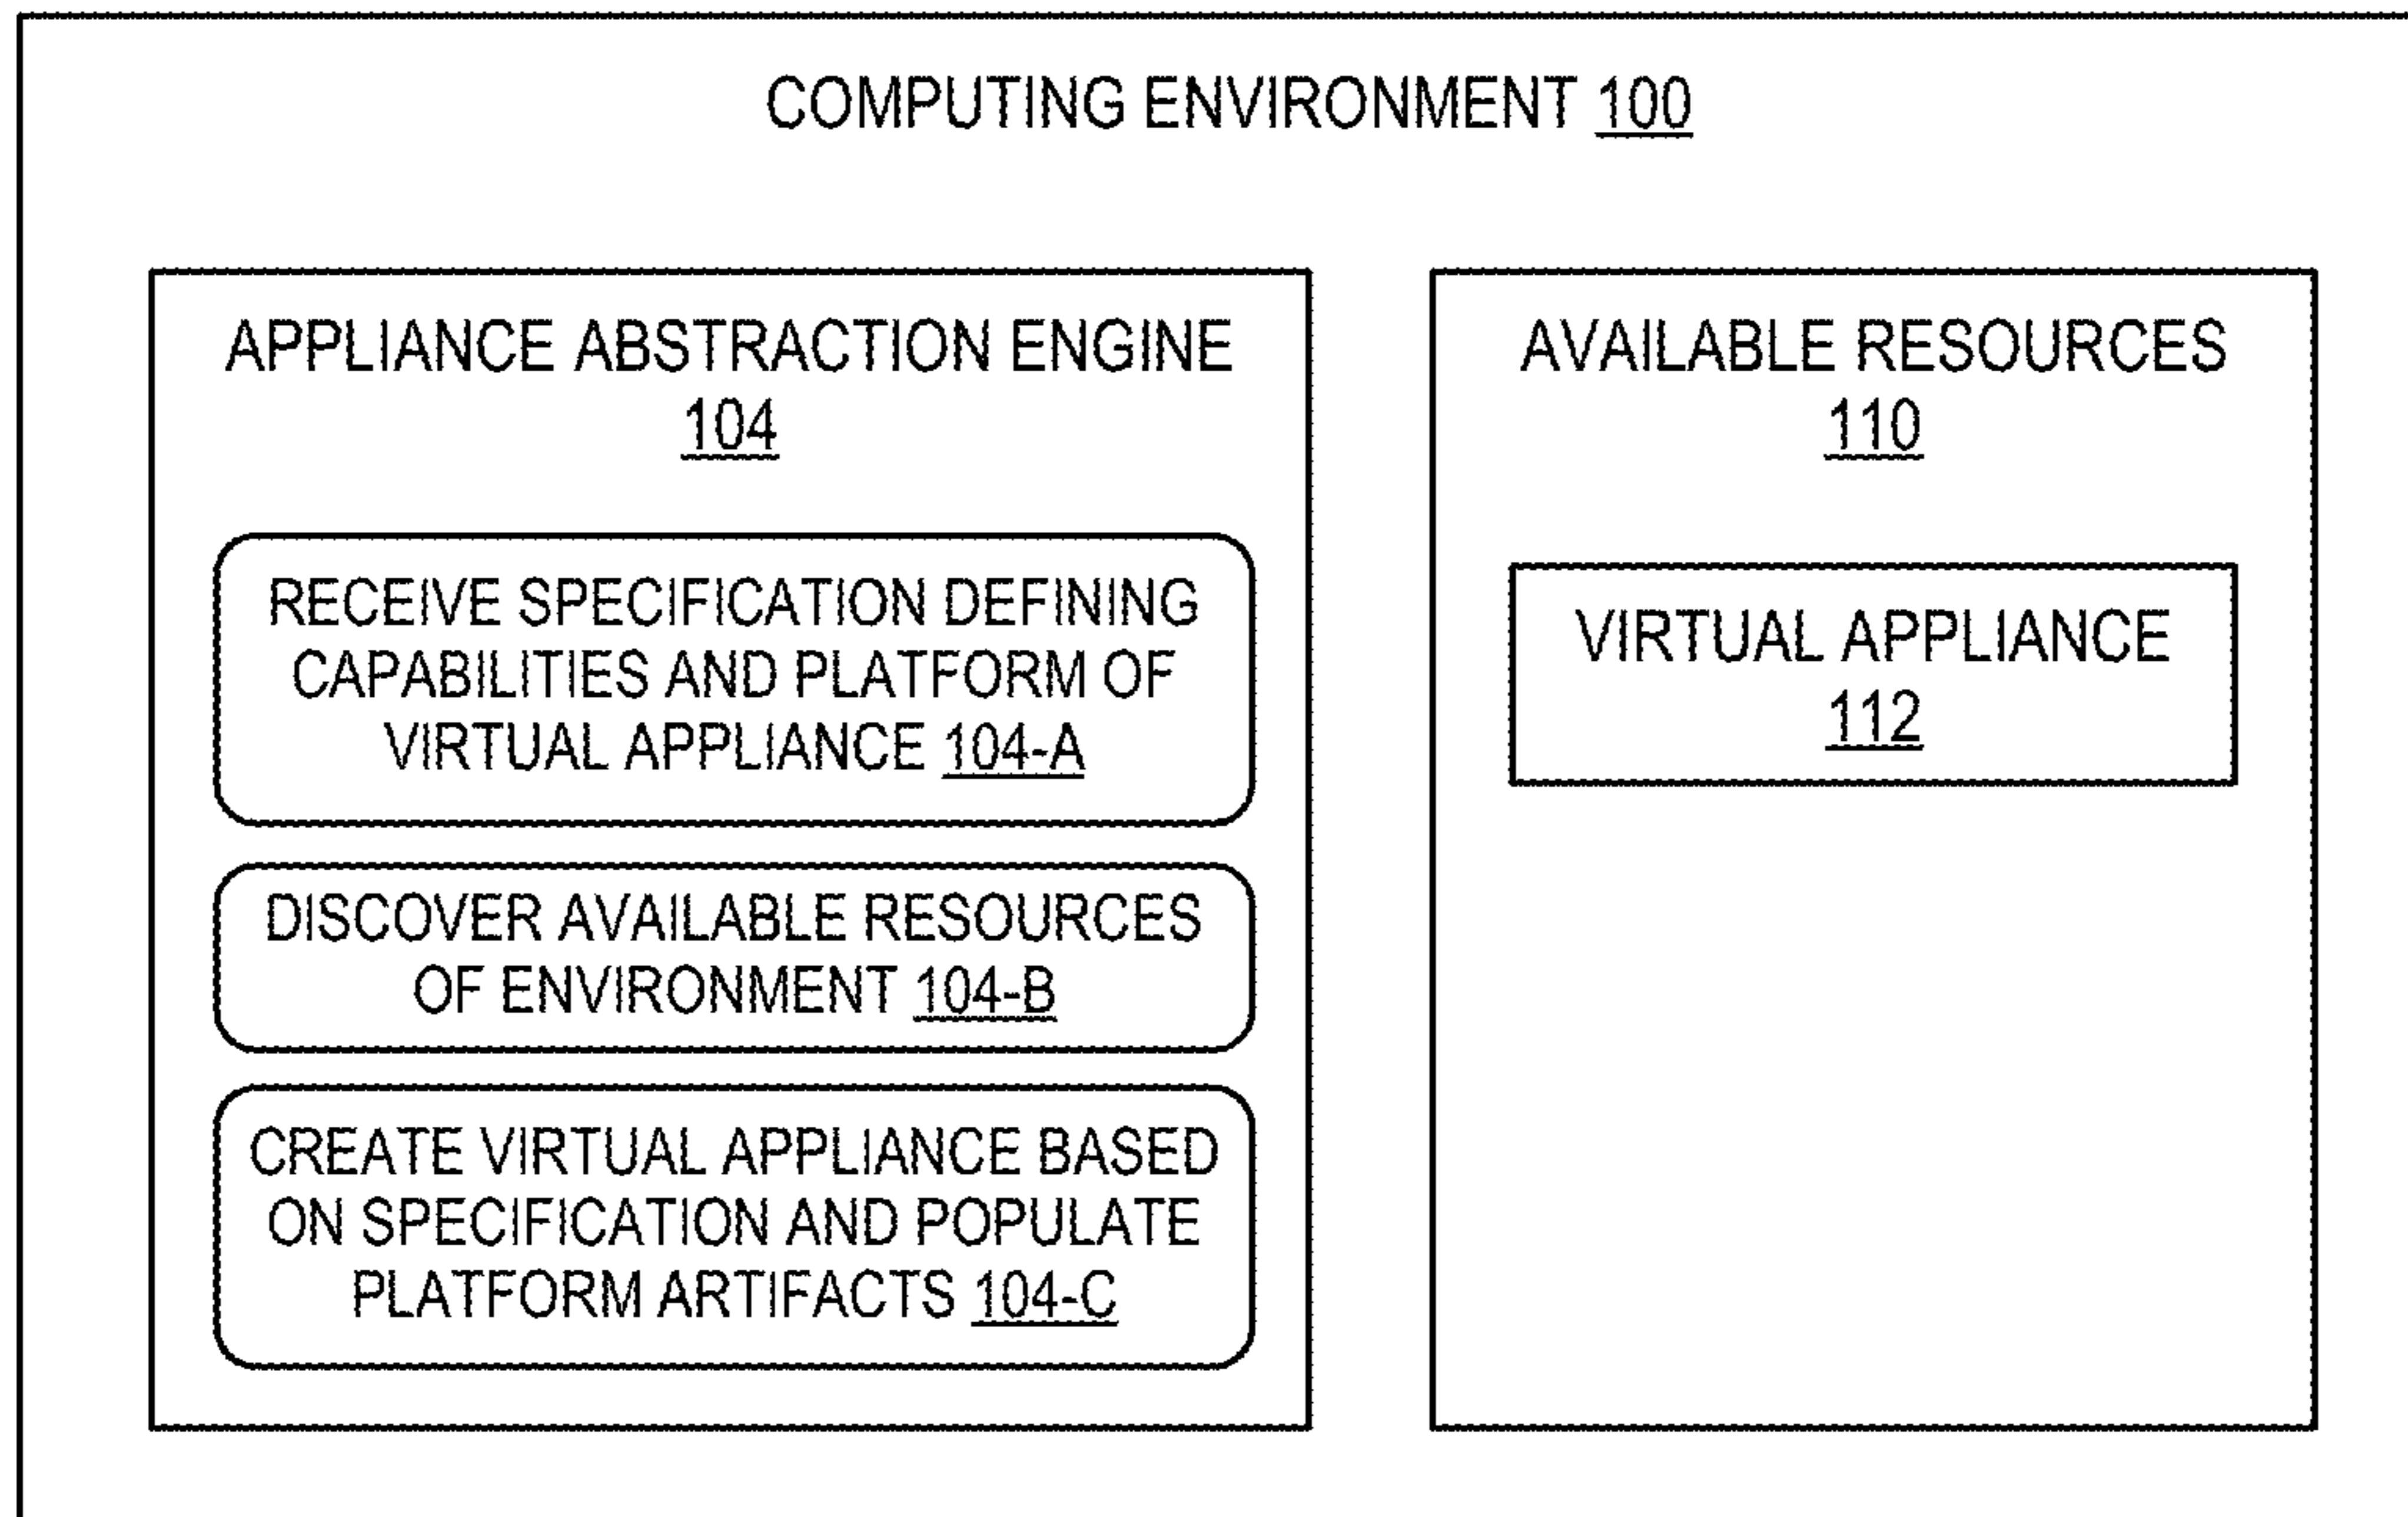 COMPUTING ENVIRONMENT 100
APPLIANCE ABSTRACTION ENGINE
104
RECEIVE SPECIFICATION DEFINING
CAPABILITIES AND PLATFORM OF
VIRTUAL APPLIANCE 104-A
DISCOVER AVAILABLE RESOURCES
OF ENVIRONMENT 104-B
CREATE VIRTUAL APPLIANCE BASED
ON SPECIFICATION AND POPULATE
PLATFORM ARTIFACTS 104-C
AVAILABLE RESOURCES
110
VIRTUAL APPLIANCE
112